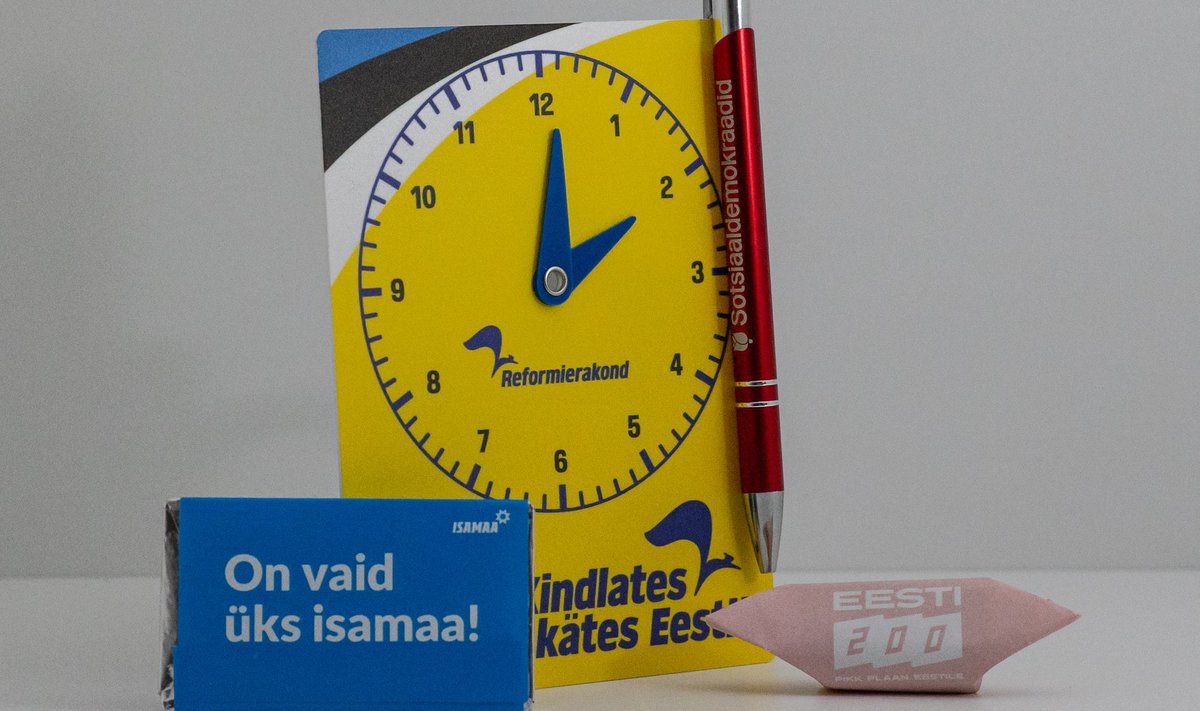 12
1
2
3
4
5
6
7
8
9
10
11
Reformierakond
Sotsiaaldemokraadid
ISAMAA
On vaid
üks isamaa!
Kindlates
kätes Eesti
EESTI
200
PIKK PLAAN EESTILE